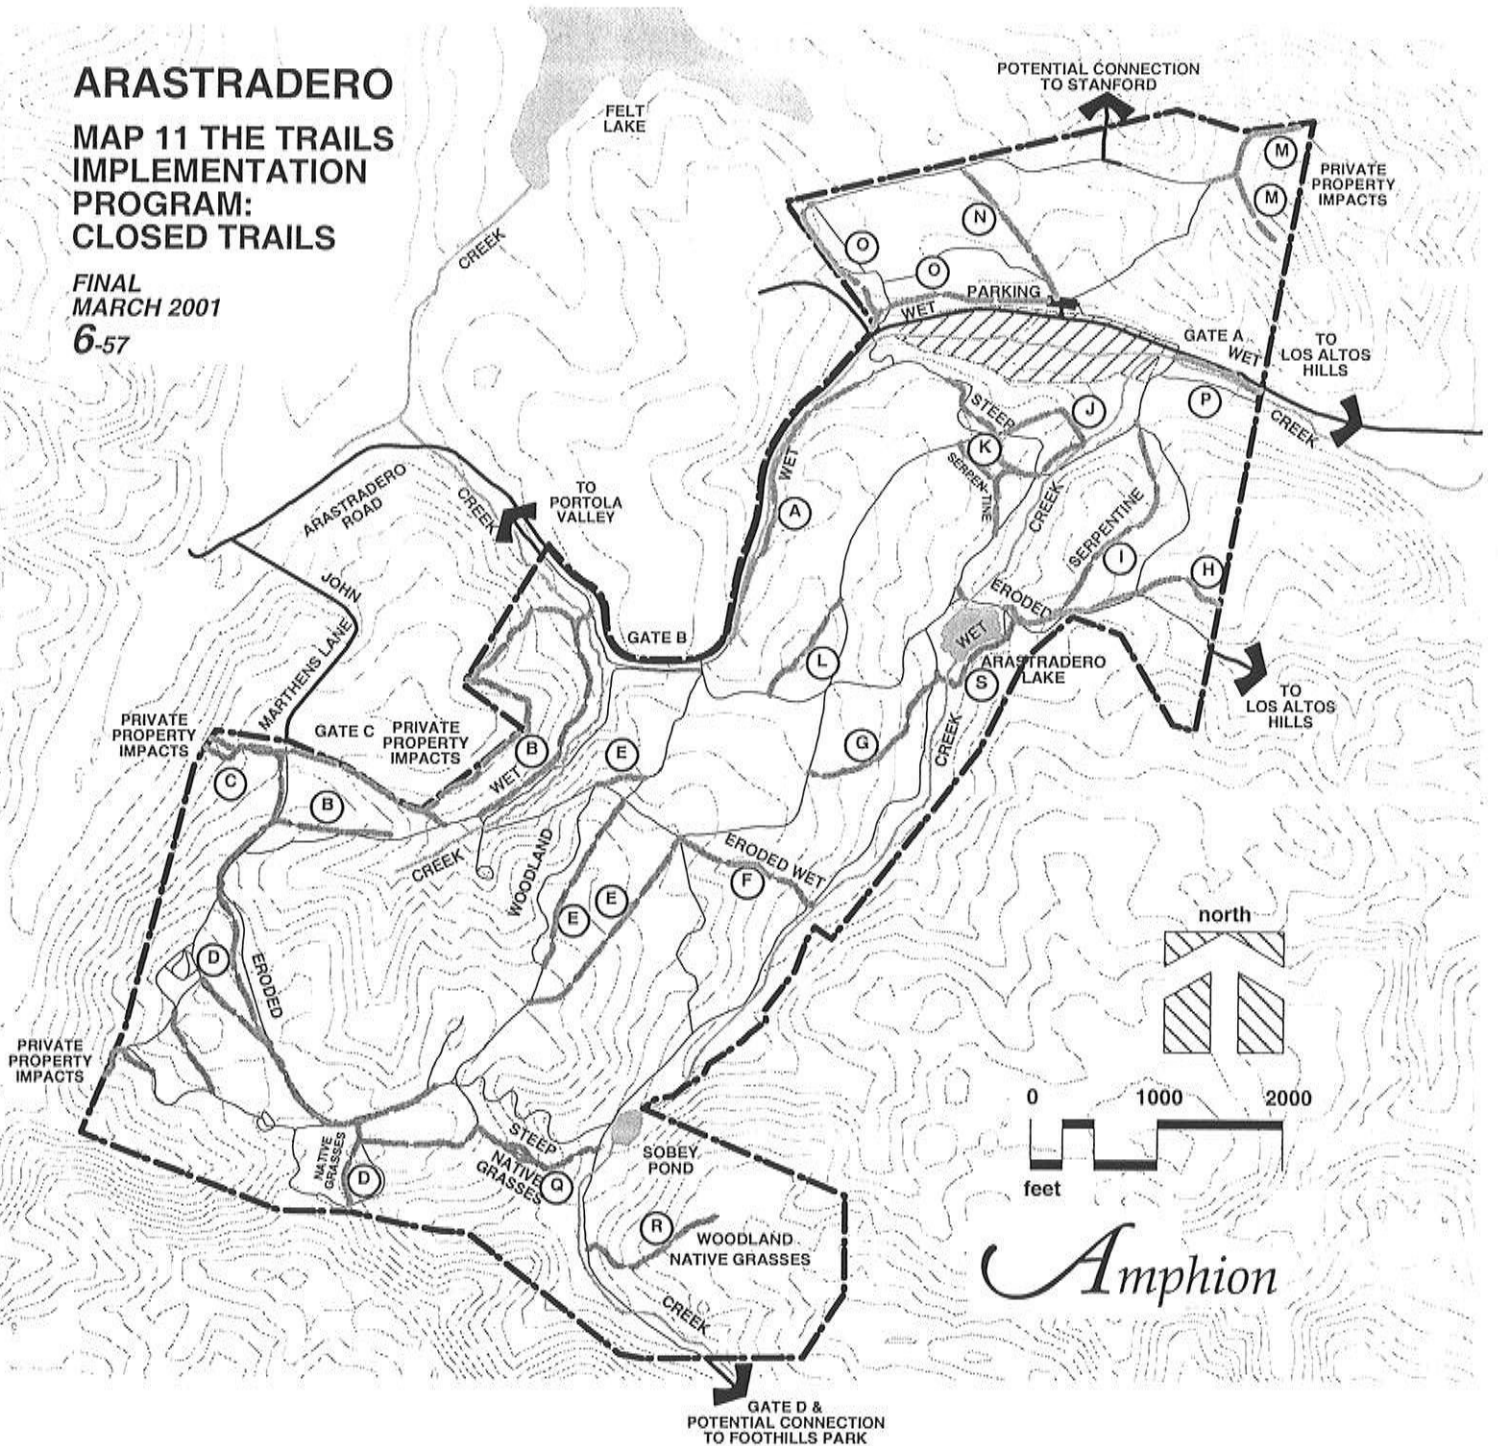 ARASTRADERO
MAP 11 THE TRAILS
IMPLEMENTATION
PROGRAM:
CLOSED TRAILS
FINAL
MARCH 2001
6-57
FELT
LAKE
CREEK
POTENTIAL CONNECTION
TO STANFORD
M
PRIVATE
PROPERTY
IMPACTS
M
N
O
O
PARKING
WET
GATE A
WET
TO
LOS ALTOS
HILLS
P
CREEK
J
STEEP
K
SERPEN-TINE
WET
A
CREEK
SERPENTINE
I
H
ERODED
WET
ARASTRADERO
LAKE
S
TO
LOS ALTOS
HILLS
ARASTRADERO
ROAD
CREEK
TO
PORTOLA
VALLEY
JOHN
MARTHENS LANE
GATE B
L
G
CREEK
PRIVATE
PROPERTY
IMPACTS
GATE C
PRIVATE
PROPERTY
IMPACTS
B
E
WET
C
B
CREEK
WOODLAND
ERODED WET
F
E
E
D
ERODED
north
PRIVATE
PROPERTY
IMPACTS
0 1000 2000
feet
NATIVE
GRASSES
D
STEEP
NATIVE
GRASSES
Q
SOBEY
POND
R
WOODLAND
NATIVE GRASSES
CREEK
Amphion
GATE D &
POTENTIAL CONNECTION
TO FOOTHILLS PARK